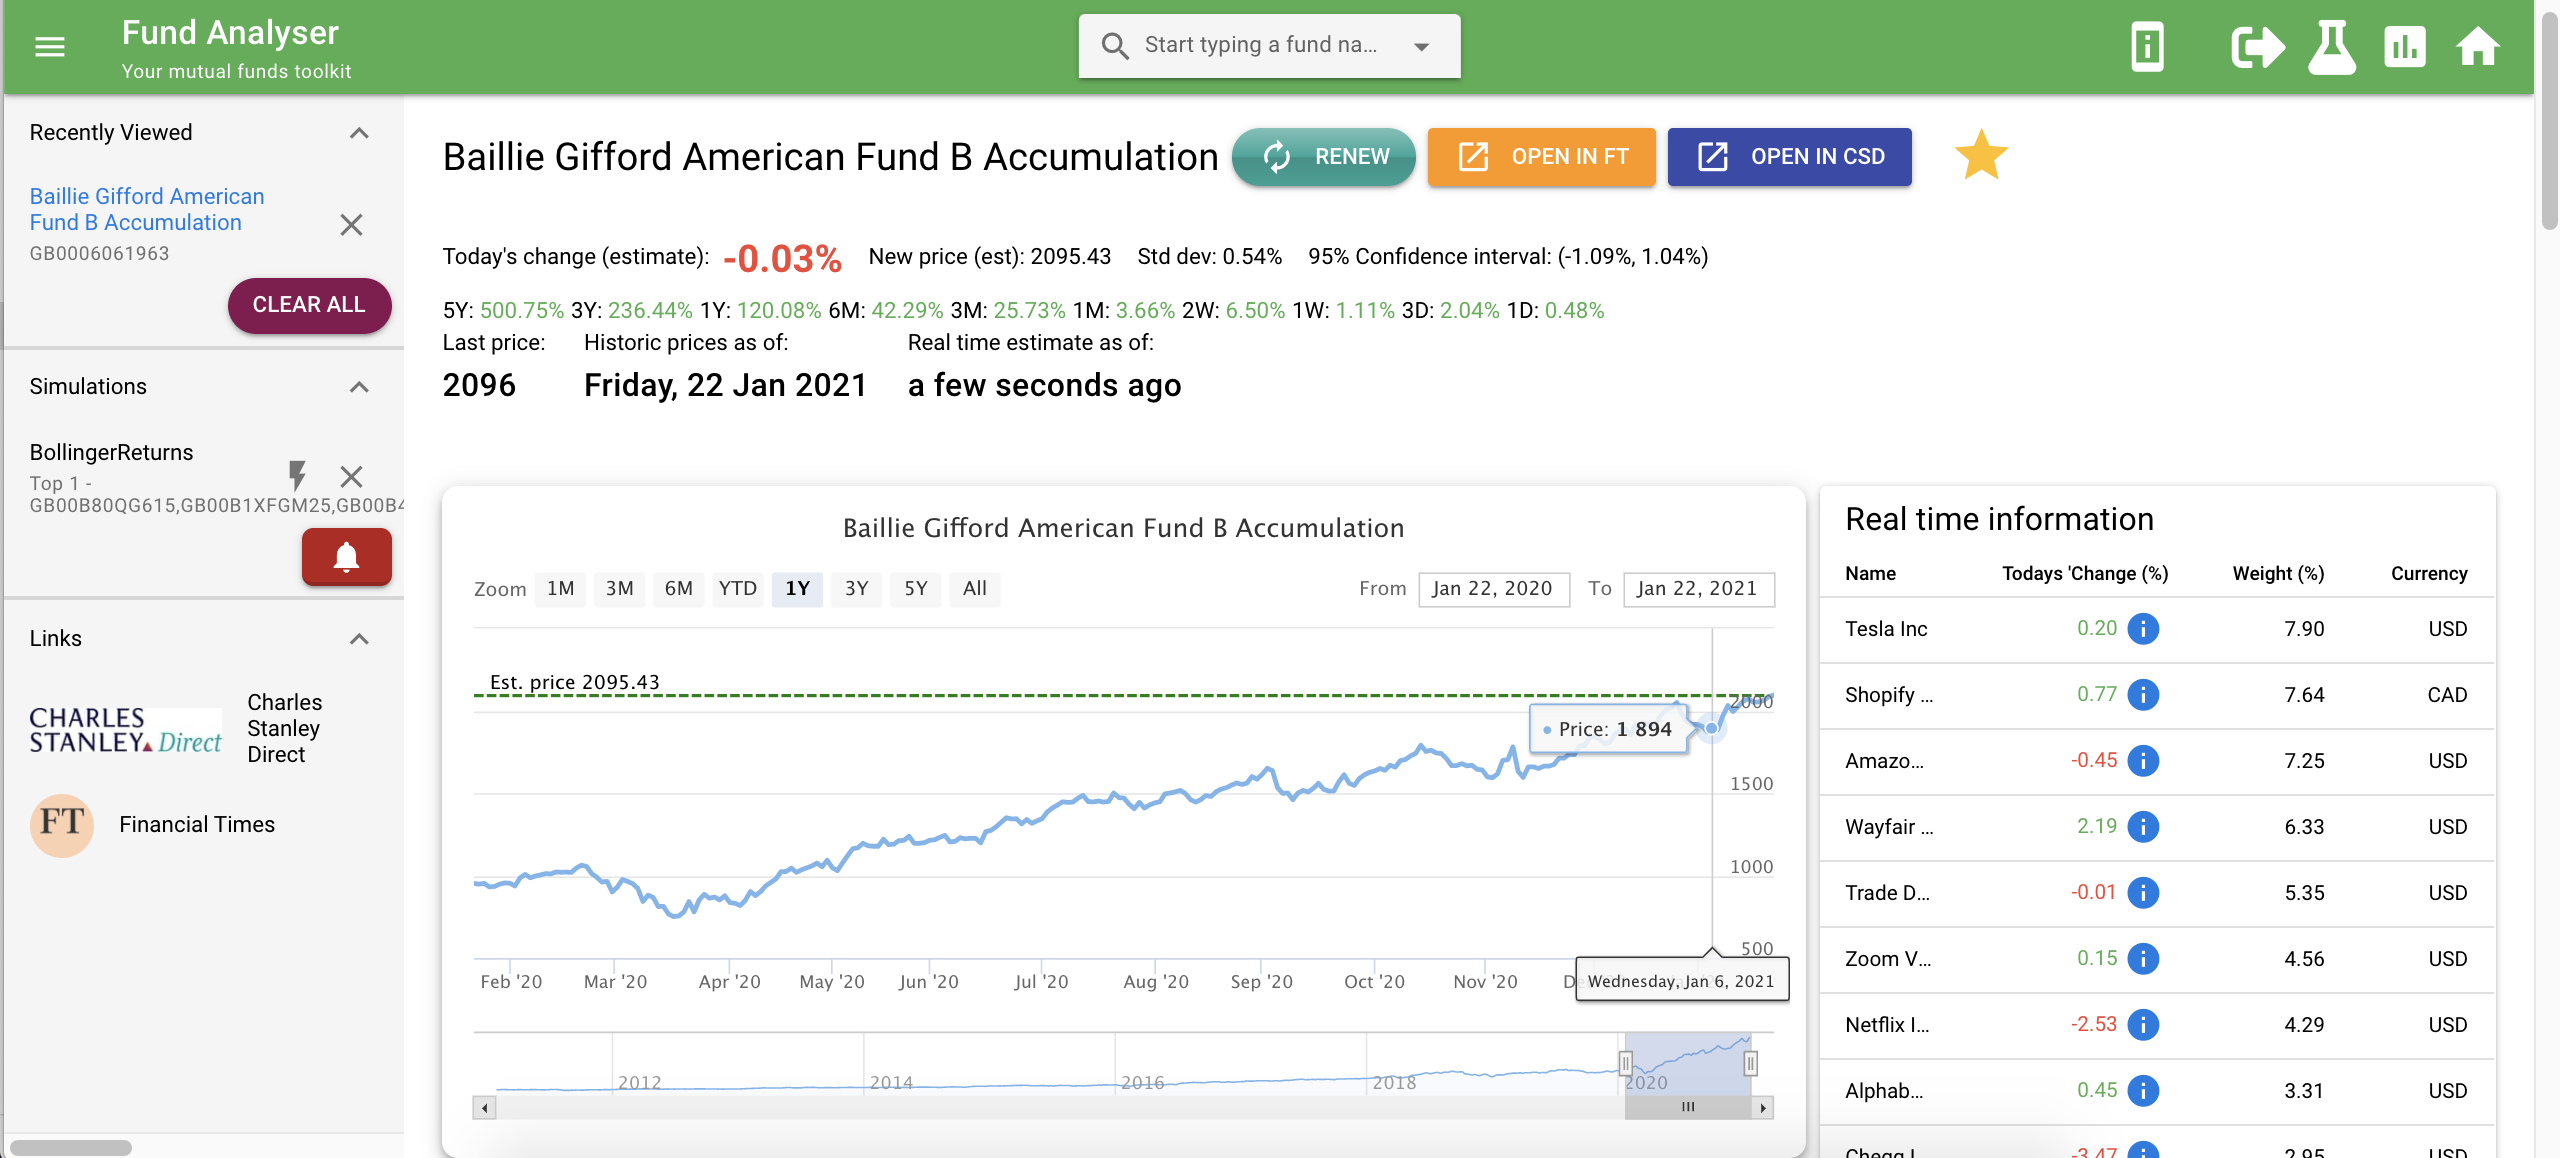 Fund Analyser
Your mutual funds toolkit
Start typing a fund na...
Recently Viewed
Baillie Gifford American
Fund B Accumulation
GB0006061963
CLEAR ALL
Simulations
BollingerReturns
Top 1 -
GB00B80QG615,GB00B1XFGM25,GB00B4
Links
CHARLES
STANLEY Direct
Charles
Stanley
Direct
FT
Financial Times
Baillie Gifford American Fund B Accumulation
RENEW
OPEN IN FT
OPEN IN CSD
Today's change (estimate): -0.03% New price (est): 2095.43 Std dev: 0.54% 95% Confidence interval: (-1.09%, 1.04%)
5Y: 500.75% 3Y: 236.44% 1Y: 120.08% 6M: 42.29% 3M: 25.73% 1M: 3.66% 2W: 6.50% 1W: 1.11% 3D: 2.04% 1D: 0.48%
Last price: Historic prices as of: Real time estimate as of:
2096 Friday, 22 Jan 2021 a few seconds ago
Baillie Gifford American Fund B Accumulation
Zoom 1M 3M 6M YTD 1Y 3Y 5Y All From Jan 22, 2020 To Jan 22, 2021
Est. price 2095.43
2000
Price: 1 894
1500
1000
500
Feb '20 Mar '20 Apr '20 May '20 Jun '20 Jul '20 Aug '20 Sep '20 Oct '20 Nov '20
Wednesday, Jan 6, 2021
2012 2014 2016 2018 2020
Real time information
Name Todays 'Change (%) Weight (%) Currency
Tesla Inc 0.20 7.90 USD
Shopify ... 0.77 7.64 CAD
Amazo... -0.45 7.25 USD
Wayfair ... 2.19 6.33 USD
Trade D... -0.01 5.35 USD
Zoom V... 0.15 4.56 USD
Netflix I... -2.53 4.29 USD
Alphab... 0.45 3.31 USD
Chegg I... -3.47 2.95 USD